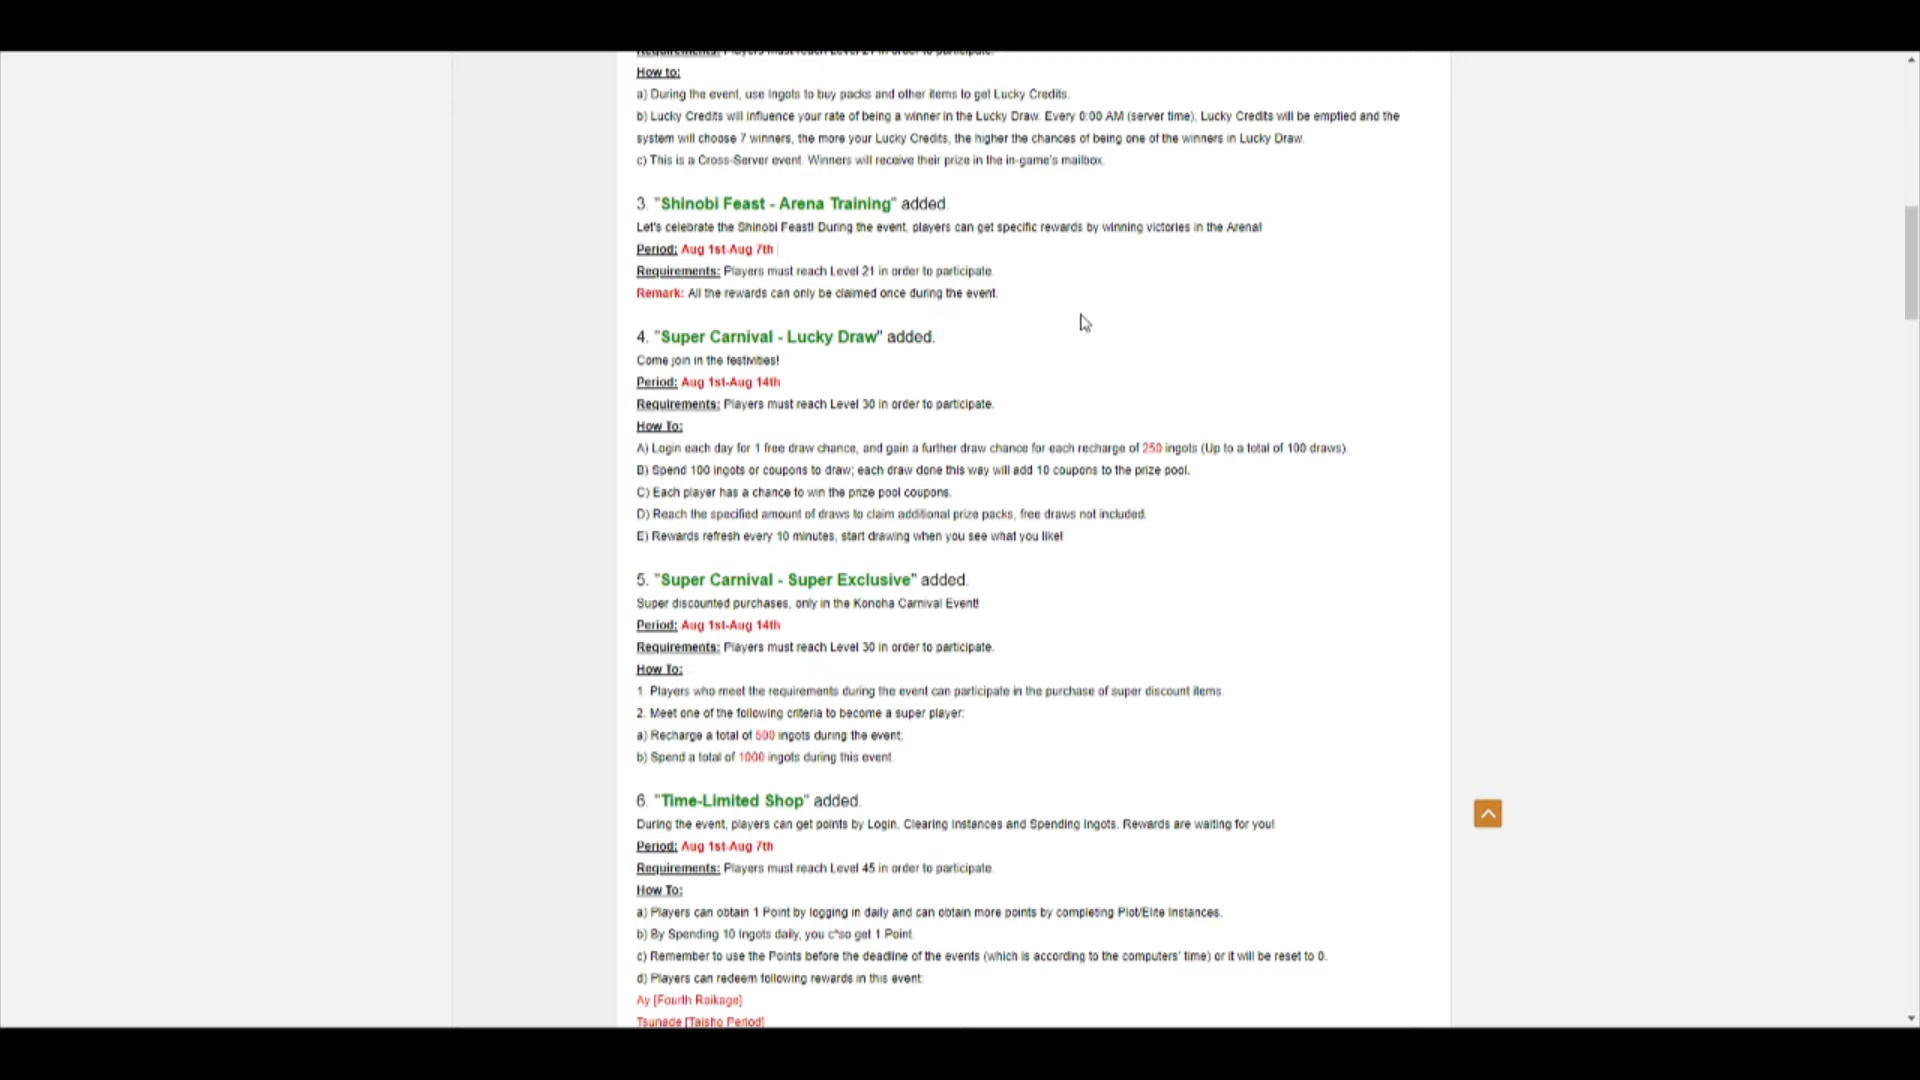 Requirements: Players must reach Level 21 in order to participate.
How to:
a) During the event, use Ingots to buy packs and other items to get Lucky Credits.
b) Lucky Credits will influence your rate of being a winner in the Lucky Draw. Every 0:00 AM (server time), Lucky Credits will be emptied and the
system will choose 7 winners, the more your Lucky Credits, the higher the chances of being one of the winners in Lucky Draw.
c) This is a Cross-Server event. Winners will receive their prize in the in-game's mailbox.
3. "Shinobi Feast - Arena Training" added.
Let's celebrate the Shinobi Feast! During the event, players can get specific rewards by winning victories in the Arena!
Period: Aug 1st-Aug 7th
Requirements: Players must reach Level 21 in order to participate.
Remark: All the rewards can only be claimed once during the event.
4. "Super Carnival - Lucky Draw" added.
Come join in the festivities!
Period: Aug 1st-Aug 14th
Requirements: Players must reach Level 30 in order to participate.
How To:
A) Login each day for 1 free draw chance, and gain a further draw chance for each recharge of 250 ingots (Up to a total of 100 draws).
B) Spend 100 ingots or coupons to draw; each draw done this way will add 10 coupons to the prize pool.
C) Each player has a chance to win the prize pool coupons.
D) Reach the specified amount of draws to claim additional prize packs, free draws not included.
E) Rewards refresh every 10 minutes, start drawing when you see what you like!
5. "Super Carnival - Super Exclusive" added.
Super discounted purchases, only in the Konoha Carnival Event!
Period: Aug 1st-Aug 14th
Requirements: Players must reach Level 30 in order to participate.
How To:
1. Players who meet the requirements during the event can participate in the purchase of super discount items.
2. Meet one of the following criteria to become a super player:
a) Recharge a total of 500 ingots during the event;
b) Spend a total of 1000 ingots during this event.
6. "Time-Limited Shop" added.
During the event, players can get points by Login, Clearing Instances and Spending Ingots. Rewards are waiting for you!
Period: Aug 1st-Aug 7th
Requirements: Players must reach Level 45 in order to participate.
How To:
a) Players can obtain 1 Point by logging in daily and can obtain more points by completing Plot/Elite Instances.
b) By Spending 10 Ingots daily, you c*so get 1 Point.
c) Remember to use the Points before the deadline of the events (which is according to the computers' time) or it will be reset to 0.
d) Players can redeem following rewards in this event:
Ay [Fourth Raikage]
Tsunade [Taisho Period]